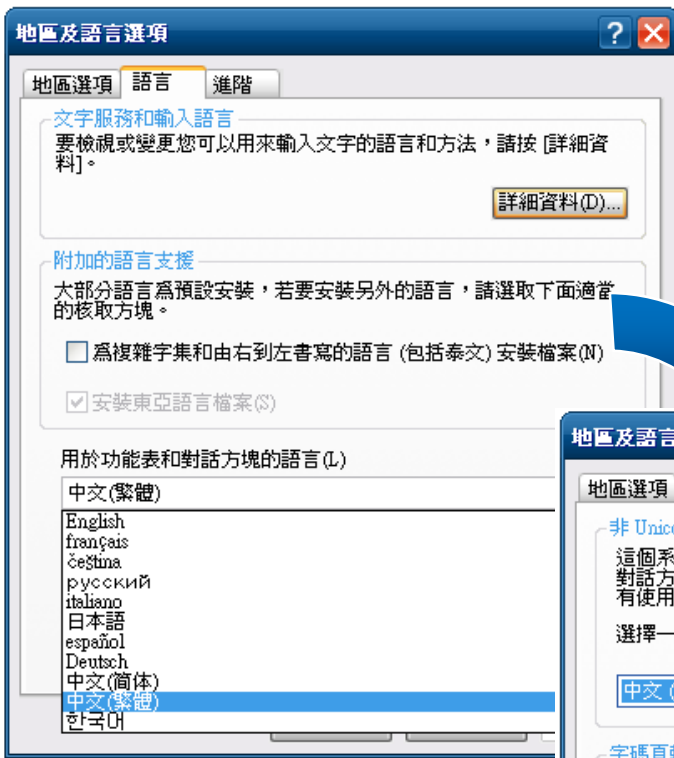 地區及語言選項
地區選項 語言 進階
文字服務和輸入語言
要檢視或變更您可以用來輸入文字的語言和方法，請按 [詳細資
料]。
詳細資料(D)...
附加的語言支援
大部分語言為預設安裝，若要安裝另外的語言，請選取下面適當
的核取方塊。
為複雜字集和由右到左書寫的語言 (包括泰文) 安裝檔案(N)
安裝東亞語言檔案(S)
用於功能表和對話方塊的語言(L)
中文(繁體)
English
français
čeština
русский
italiano
日本語
español
Deutsch
中文(简体)
中文(繁體)
한국어
地區及語言
地區選項
非 Unico
這個系
對話方
有使用
選擇一
中文 (
字碼頁